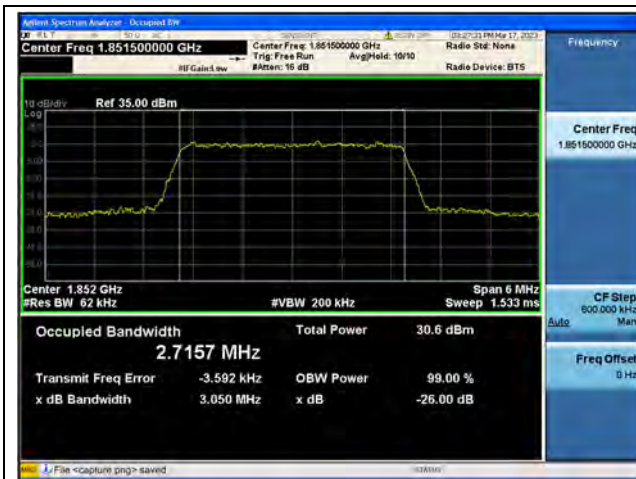 Agilent Spectrum Analyzer - Occupied BW
03:27:31 PM Mar 17, 2023
Center Freq 1.851500000 GHz
Center Freq: 1.851500000 GHz
Radio Std: None
Trig: Free Run
Avg|Hold: 10/10
#IFGain:Low
#Atten: 16 dB
Radio Device: BTS
10 dB/div
Ref 35.00 dBm
Log
Center 1.852 GHz
Span 6 MHz
#Res BW 62 kHz
#VBW 200 kHz
Sweep 1.533 ms
Occupied Bandwidth
Total Power
30.6 dBm
2.7157 MHz
Transmit Freq Error
-3.592 kHz
OBW Power
99.00 %
x dB Bandwidth
3.050 MHz
x dB
-26.00 dB
Frequency
Center Freq
1.851500000 GHz
CF Step
600.000 kHz
Auto
Man
Freq Offset
0 Hz
MSG
File <capture.png> saved
STATUS